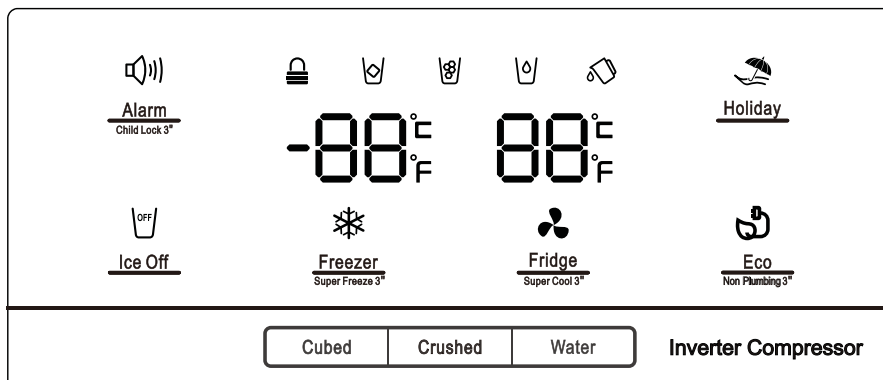 Alarm
Child Lock 3"
-88 °C °F
88 °C °F
Holiday
OFF
Ice Off
Freezer
Super Freeze 3"
Fridge
Super Cool 3"
Eco
Non Plumbing 3"
Cubed
Crushed
Water
Inverter Compressor